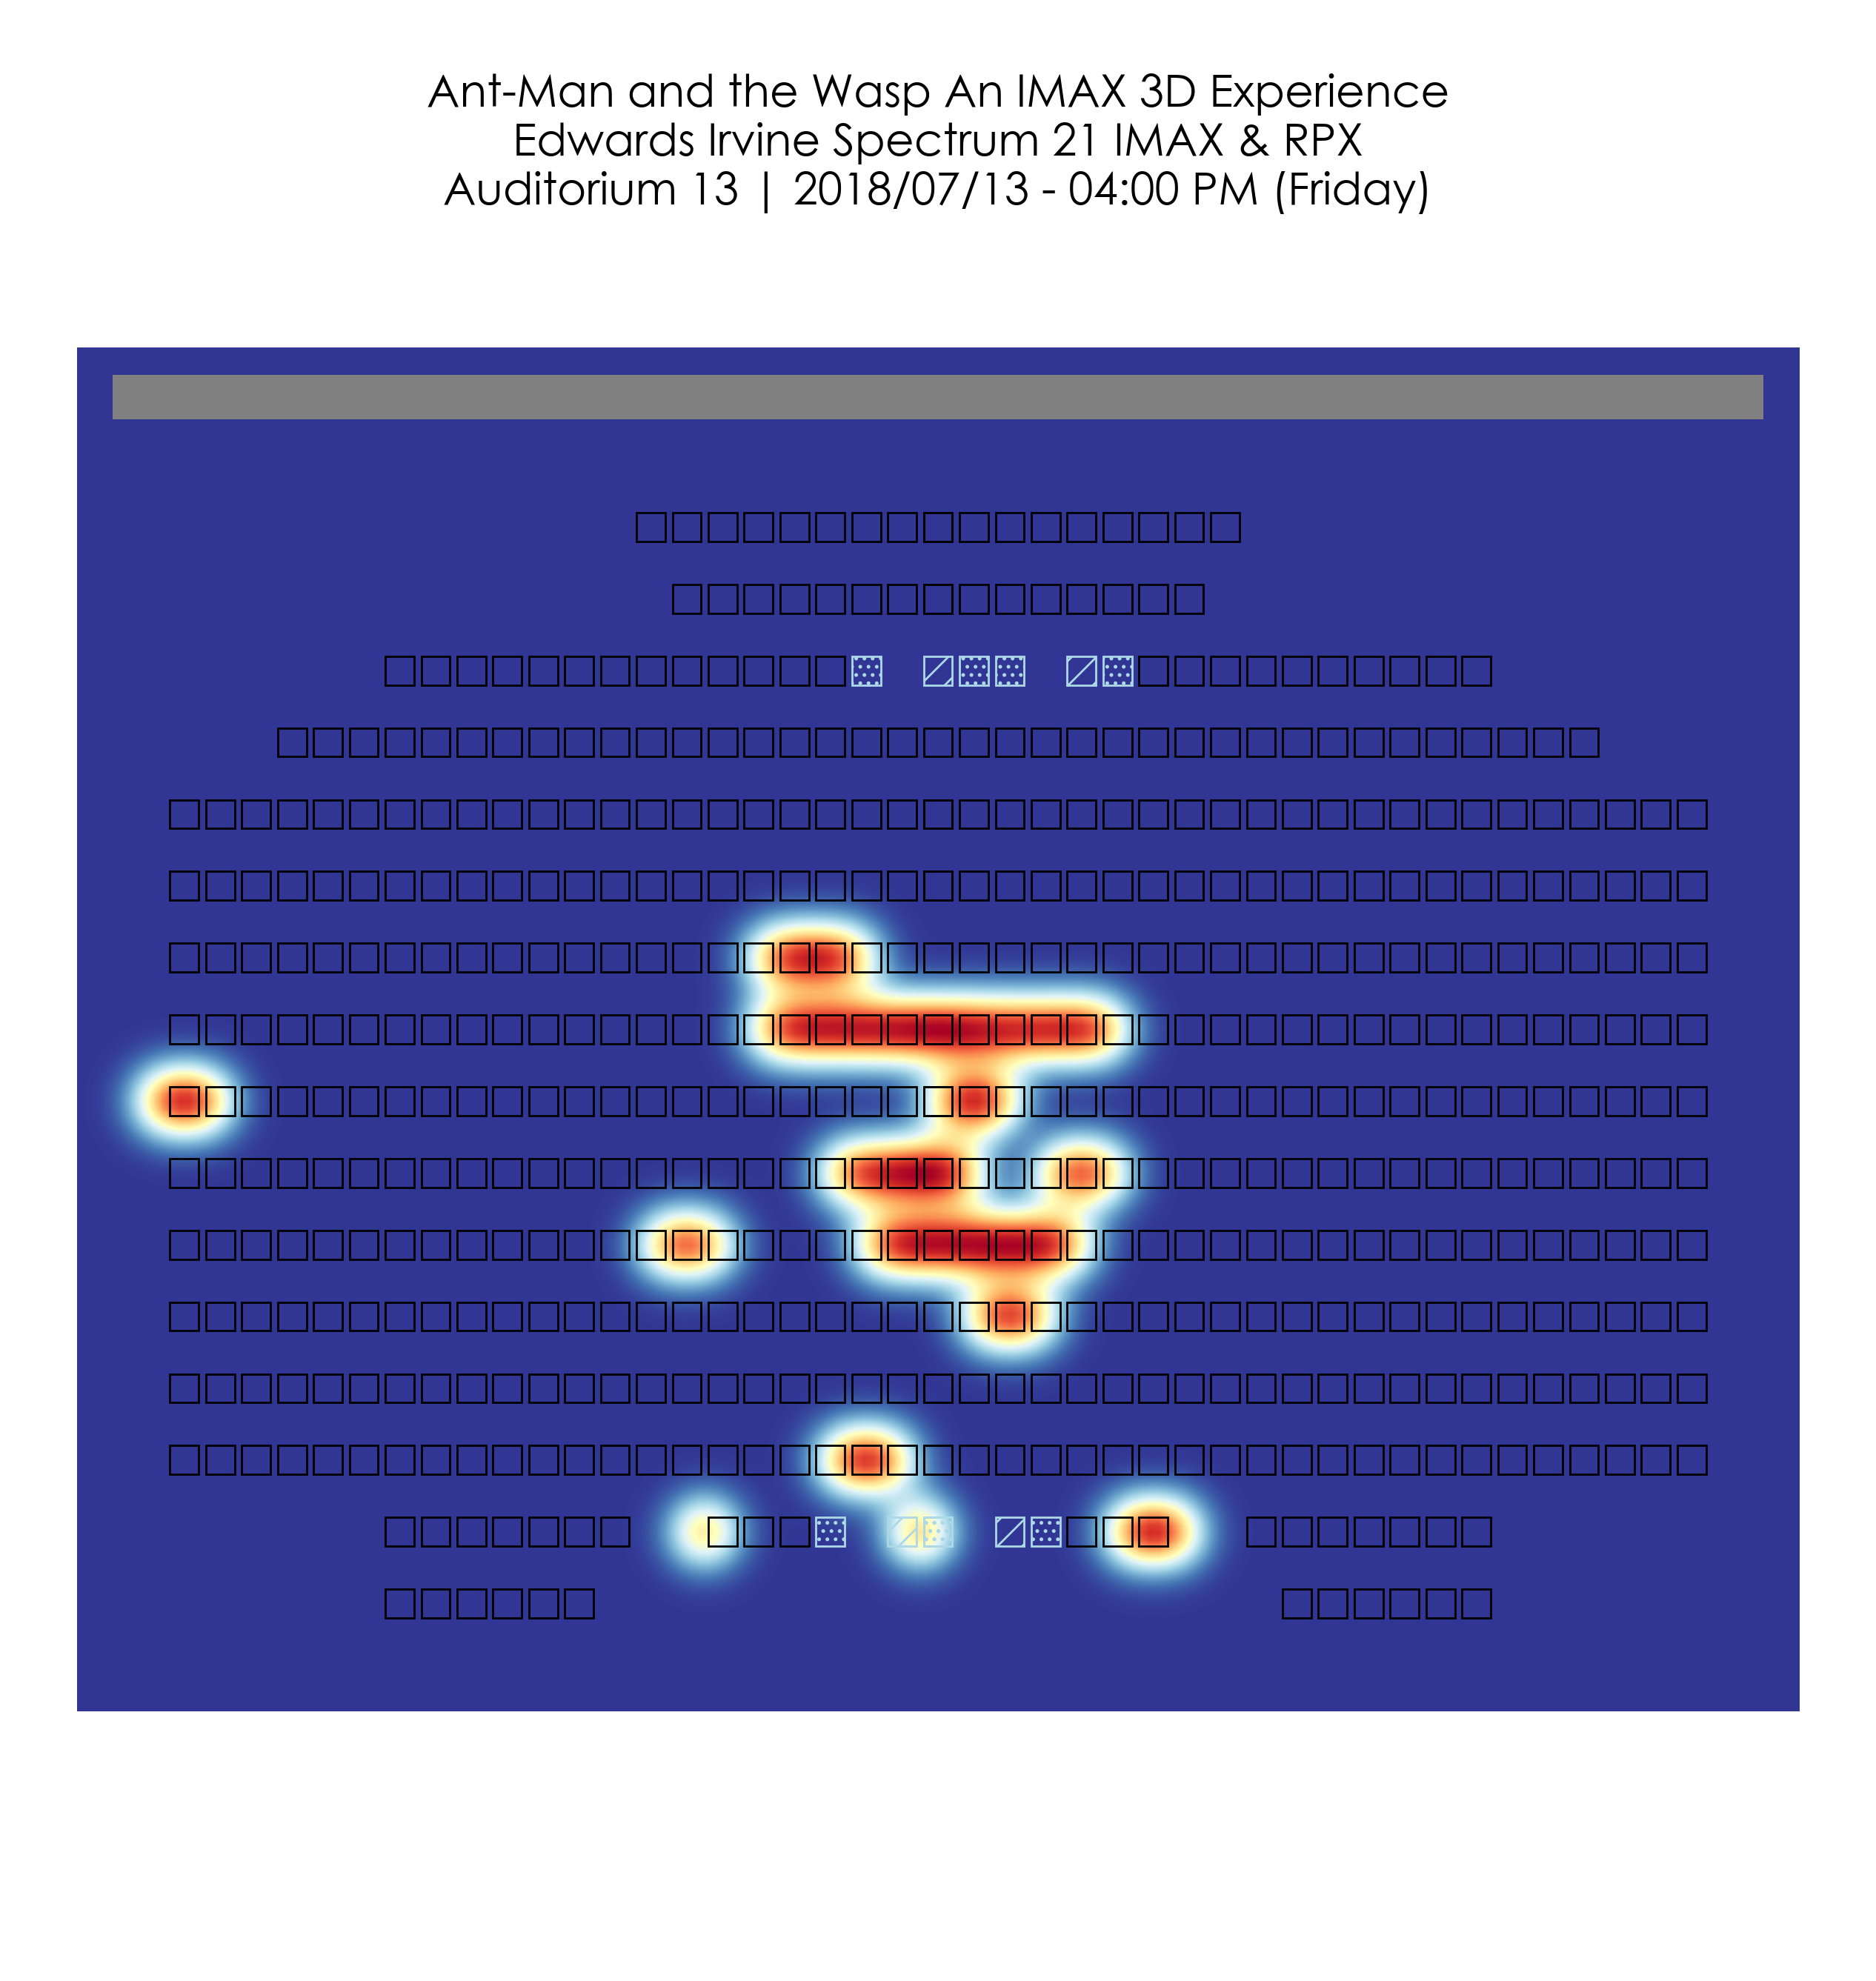 Ant-Man and the Wasp An IMAX 3D Experience
Edwards Irvine Spectrum 21 IMAX & RPX
Auditorium 13 | 2018/07/13 - 04:00 PM (Friday)